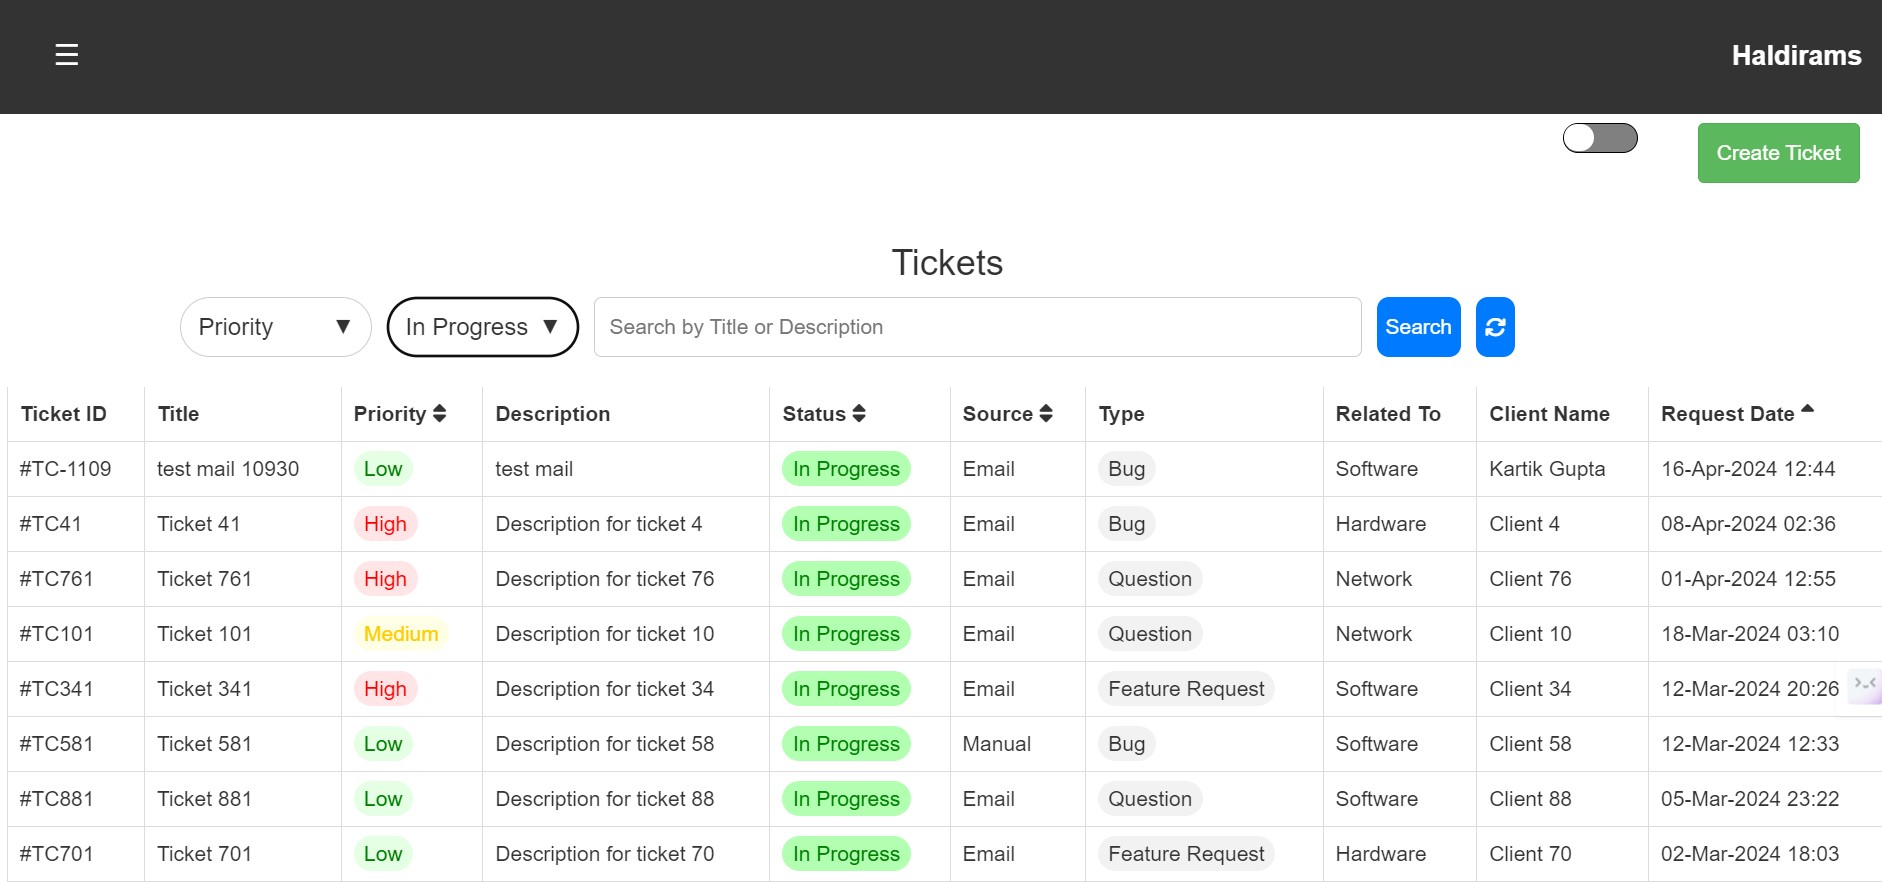 Haldirams
Create Ticket
Tickets
Priority ▼ In Progress ▼ Search by Title or Description Search
Ticket ID Title Priority Description Status Source Type Related To Client Name Request Date
#TC-1109 test mail 10930 Low test mail In Progress Email Bug Software Kartik Gupta 16-Apr-2024 12:44
#TC41 Ticket 41 High Description for ticket 4 In Progress Email Bug Hardware Client 4 08-Apr-2024 02:36
#TC761 Ticket 761 High Description for ticket 76 In Progress Email Question Network Client 76 01-Apr-2024 12:55
#TC101 Ticket 101 Medium Description for ticket 10 In Progress Email Question Network Client 10 18-Mar-2024 03:10
#TC341 Ticket 341 High Description for ticket 34 In Progress Email Feature Request Software Client 34 12-Mar-2024 20:26
#TC581 Ticket 581 Low Description for ticket 58 In Progress Manual Bug Software Client 58 12-Mar-2024 12:33
#TC881 Ticket 881 Low Description for ticket 88 In Progress Email Question Software Client 88 05-Mar-2024 23:22
#TC701 Ticket 701 Low Description for ticket 70 In Progress Email Feature Request Hardware Client 70 02-Mar-2024 18:03